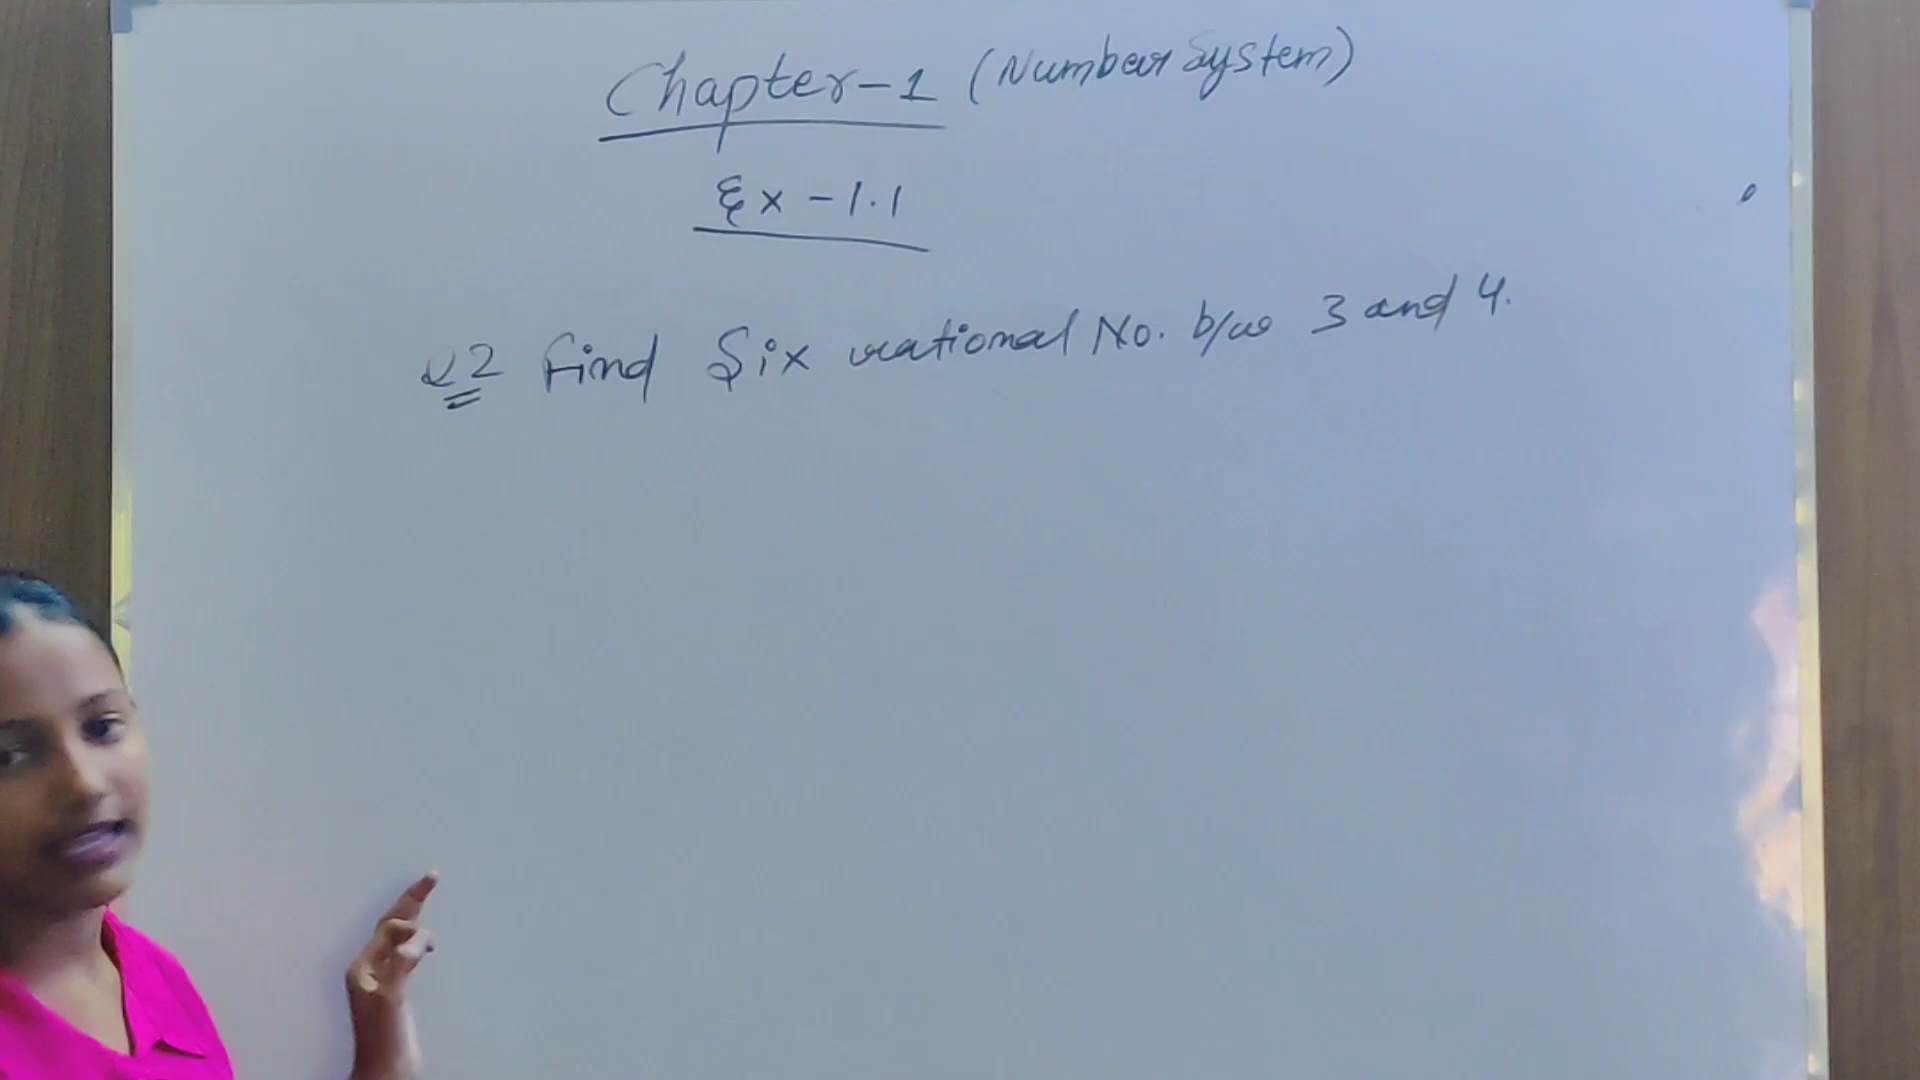 Chapter-1 (Number System)
Ex - 1.1
Q2 Find Six rational No. b/w 3 and 4.